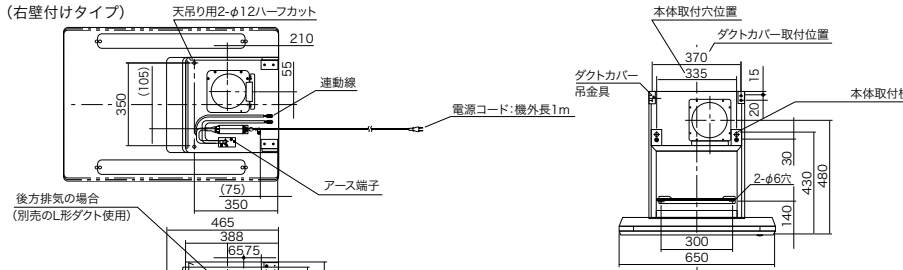 （右壁付けタイプ）
天吊り用2-φ12ハーフカット
210
55
(105)
350
連動線
電源コード：機外長1m
アース端子
(75)
350
後方排気の場合
（別売のL形ダクト使用）
465
388
6575
本体取付穴位置
ダクトカバー取付位置
370
335
15
ダクトカバー
吊金具
20
本体取付
30
430
480
2-φ6穴
140
300
650